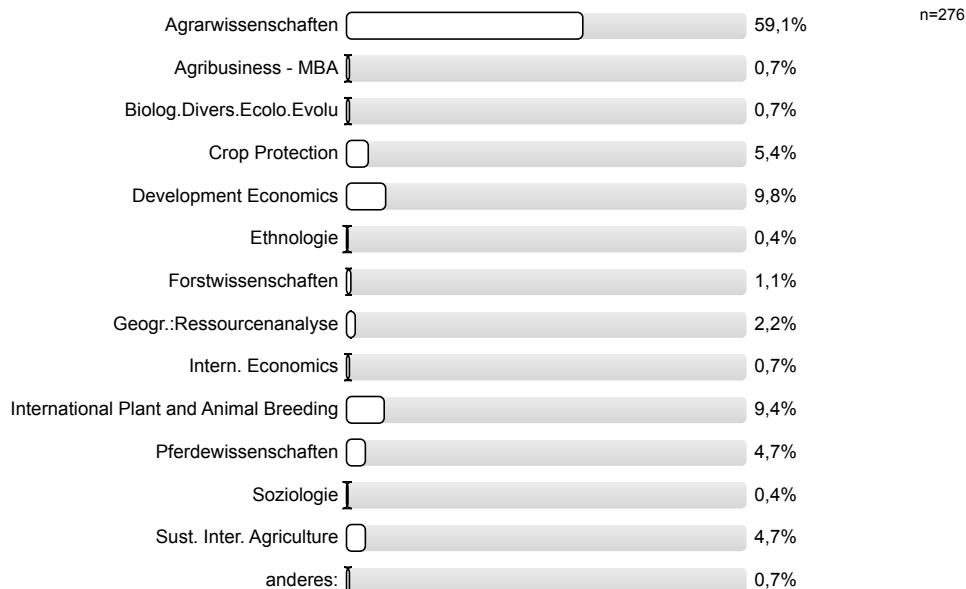 Agrarwissenschaften 59,1% n=276
Agribusiness - MBA 0,7%
Biolog.Divers.Ecolo.Evolu 0,7%
Crop Protection 5,4%
Development Economics 9,8%
Ethnologie 0,4%
Forstwissenschaften 1,1%
Geogr.:Ressourcenanalyse 2,2%
Intern. Economics 0,7%
International Plant and Animal Breeding 9,4%
Pferdewissenschaften 4,7%
Soziologie 0,4%
Sust. Inter. Agriculture 4,7%
anderes: 0,7%